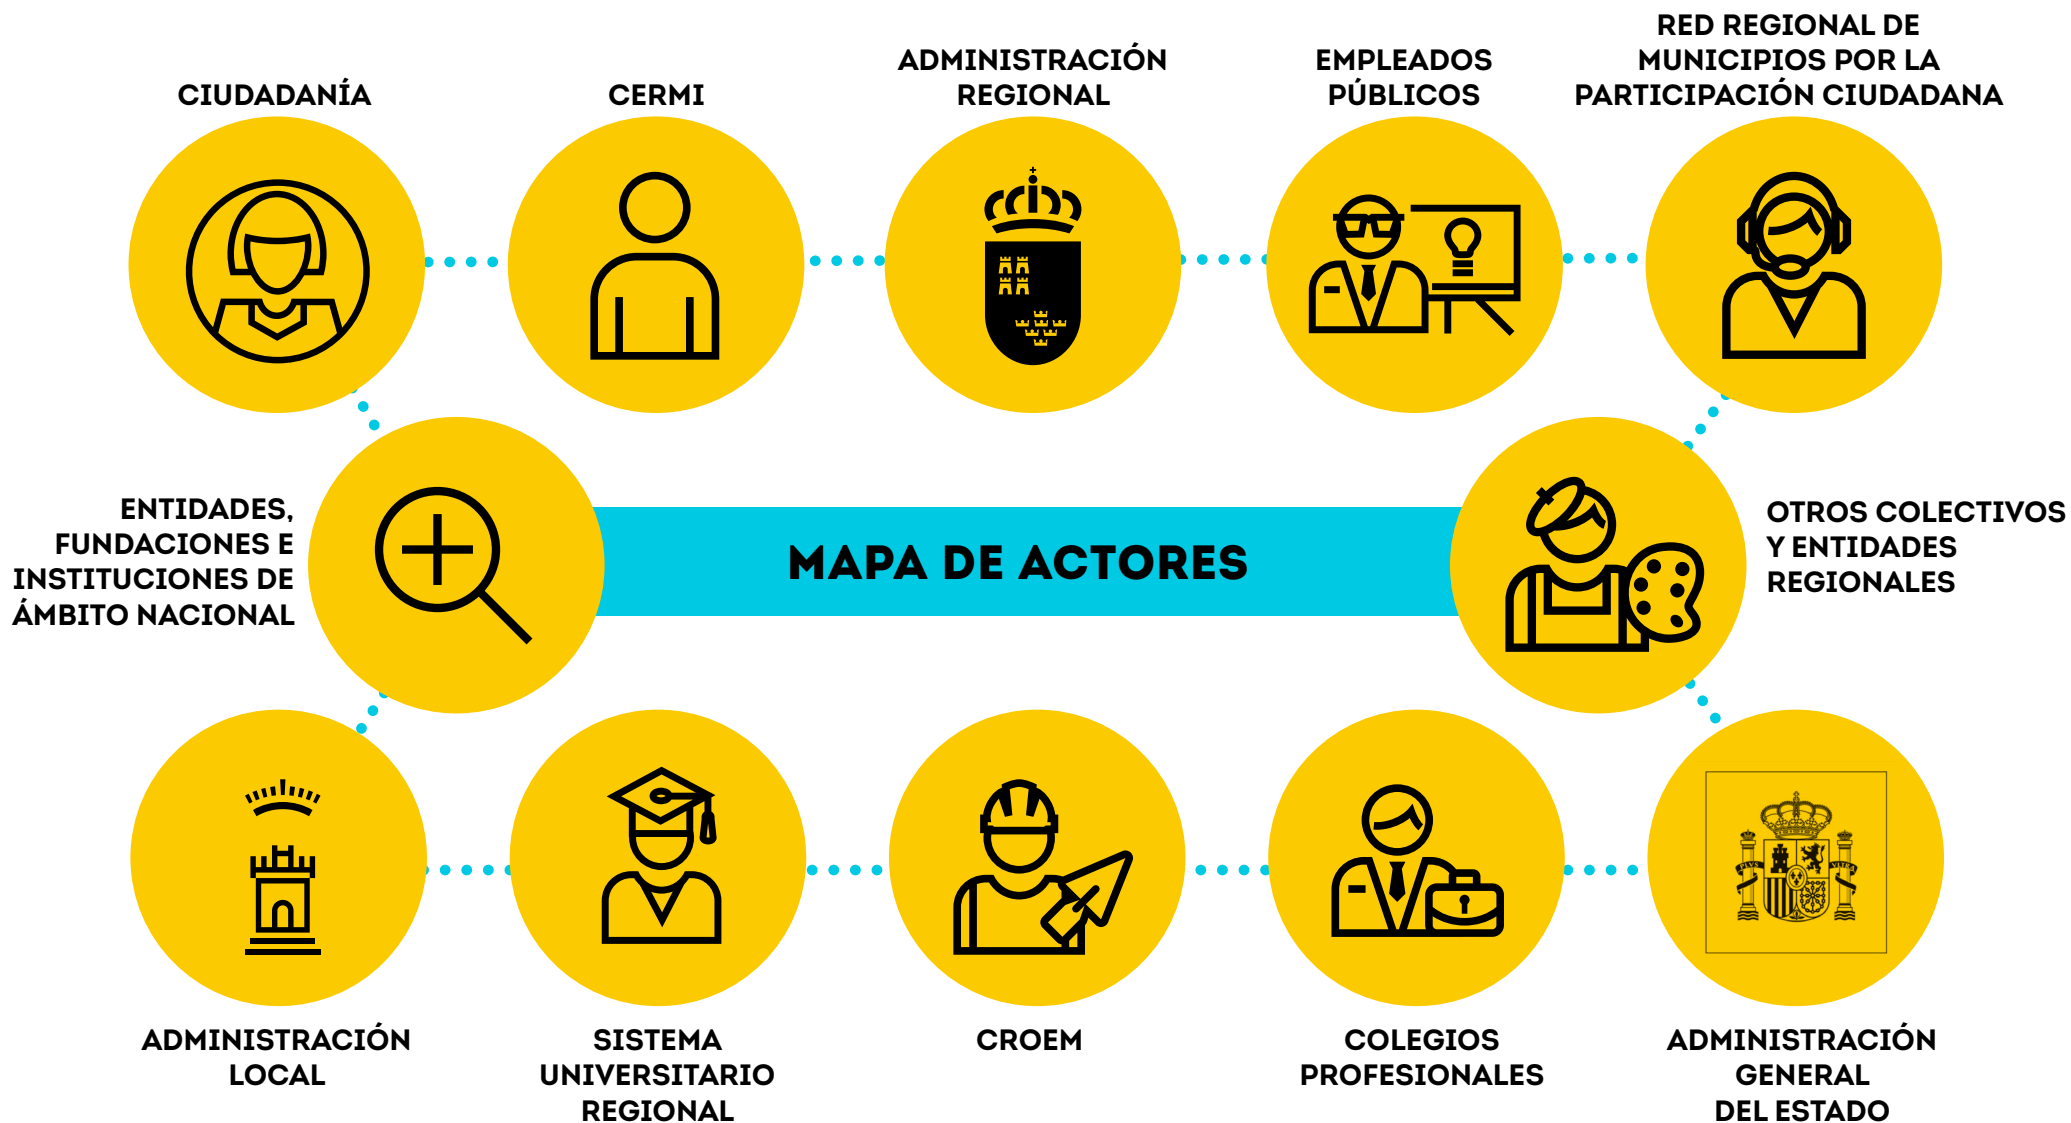 CIUDADANÍA
CERMI
ADMINISTRACIÓN
REGIONAL
EMPLEADOS
PÚBLICOS
RED REGIONAL DE
MUNICIPIOS POR LA
PARTICIPACIÓN CIUDADANA
ENTIDADES,
FUNDACIONES E
INSTITUCIONES DE
ÁMBITO NACIONAL
MAPA DE ACTORES
OTROS COLECTIVOS
Y ENTIDADES
REGIONALES
PLVS VLTRA
ADMINISTRACIÓN
LOCAL
SISTEMA
UNIVERSITARIO
REGIONAL
CROEM
COLEGIOS
PROFESIONALES
ADMINISTRACIÓN
GENERAL
DEL ESTADO